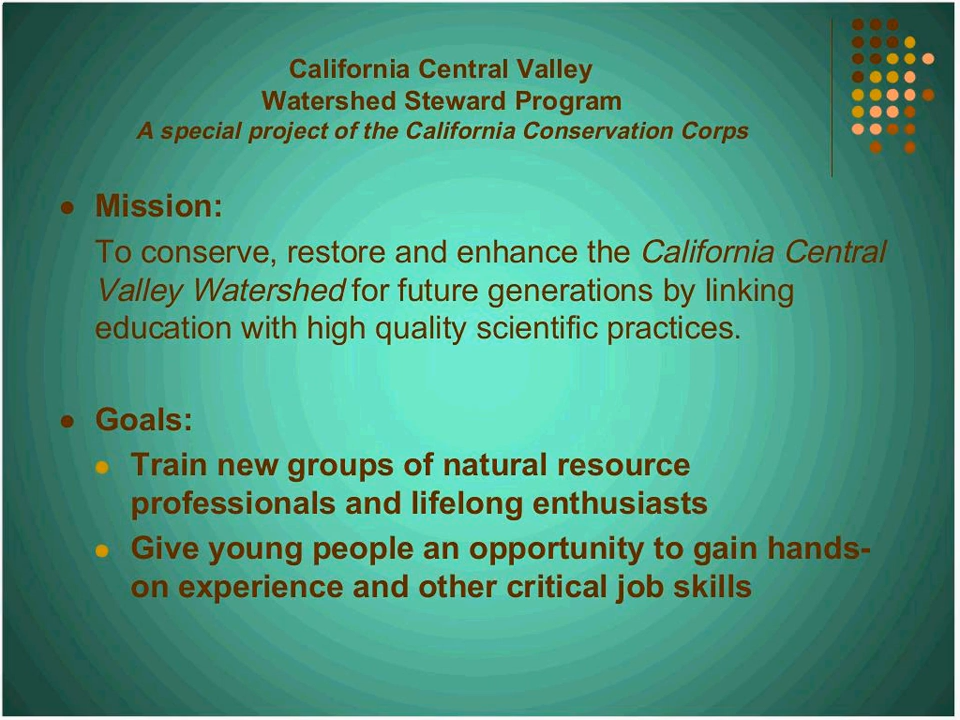 California Central Valley
Watershed Steward Program
A special project of the California Conservation Corps
● Mission:
To conserve, restore and enhance the California Central
Valley Watershed for future generations by linking
education with high quality scientific practices.
● Goals:
● Train new groups of natural resource
professionals and lifelong enthusiasts
● Give young people an opportunity to gain hands-
on experience and other critical job skills